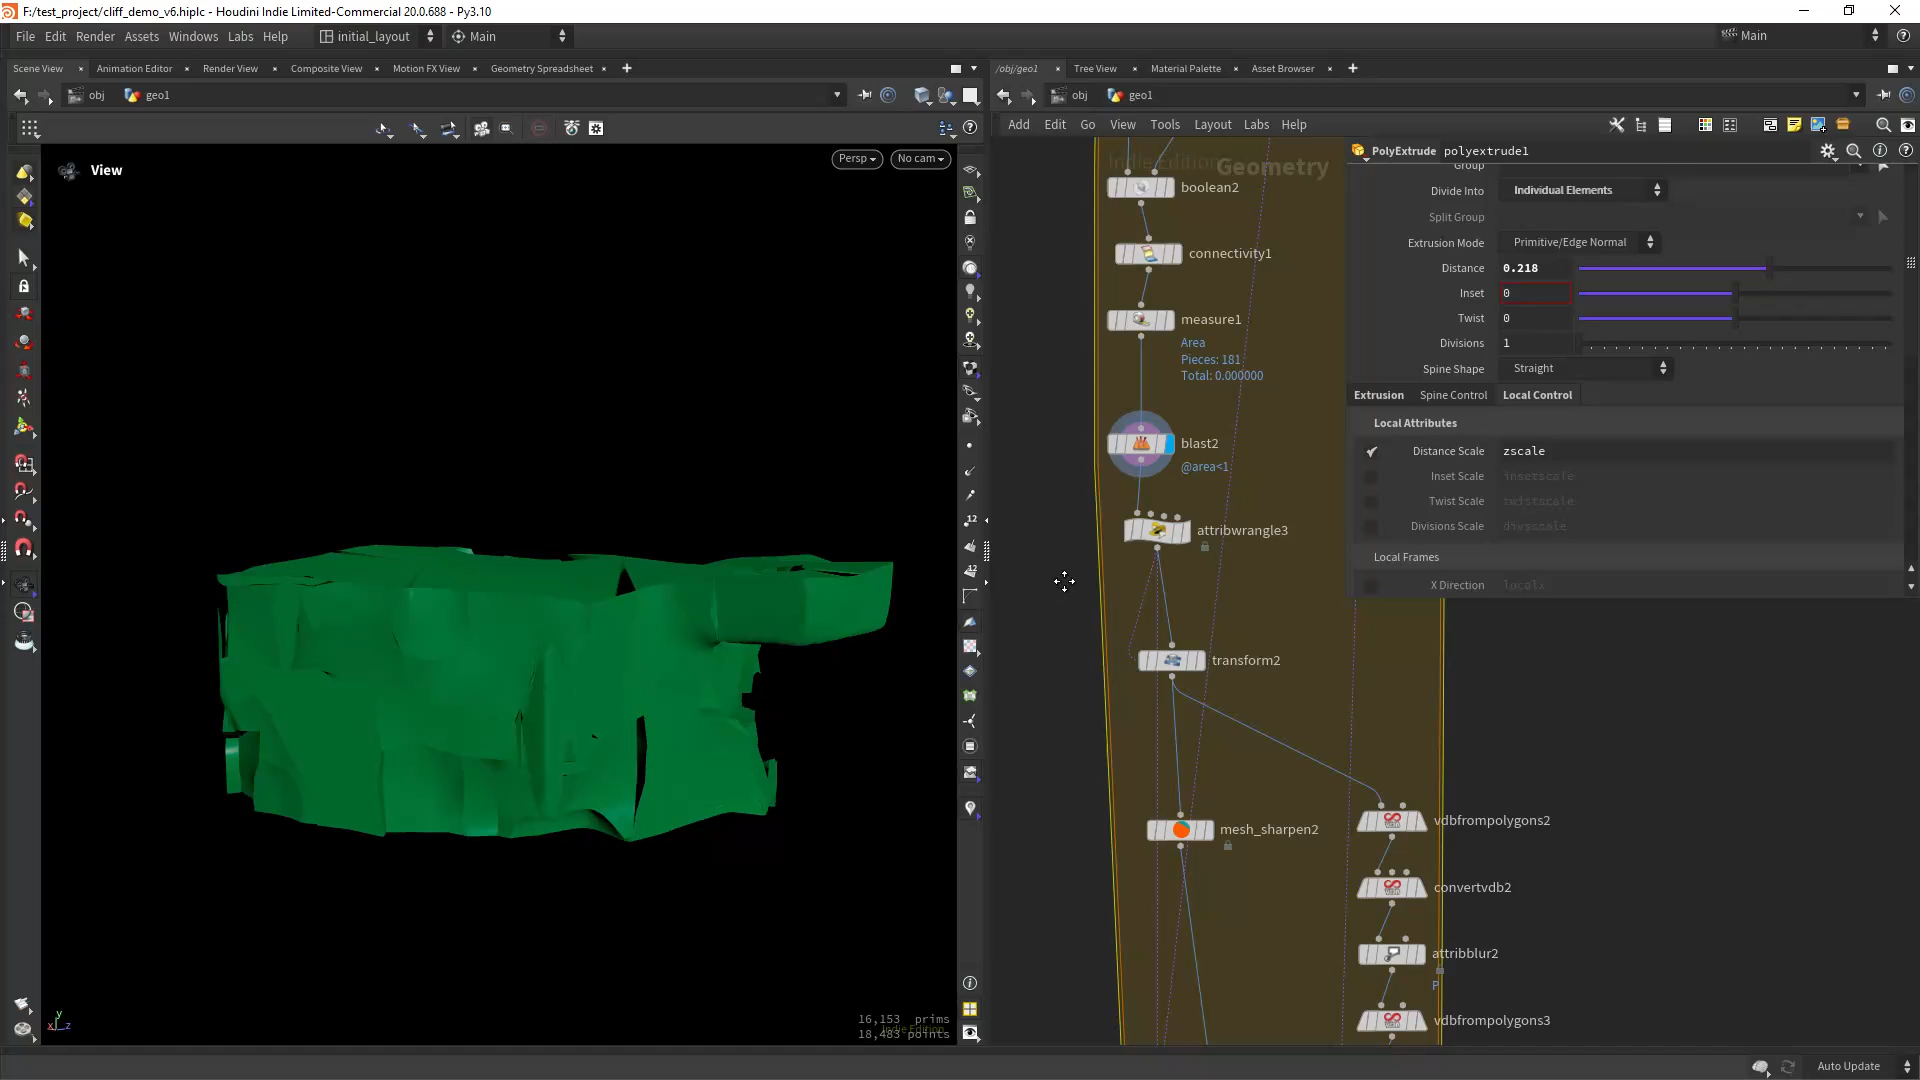 F:/test_project/cliff_demo_v6.hiplc - Houdini Indie Limited-Commercial 20.0.688 - Py3.10
File Edit Render Assets Windows Labs Help initial_layout Main Main
Scene View Animation Editor Render View Composite View Motion FX View Geometry Spreadsheet
/obj/geo1 Tree View Material Palette Asset Browser
obj geo1
obj geo1
Add Edit Go View Tools Layout Labs Help
View
Persp No cam
Indie Edition
Geometry
PolyExtrude polyextrude1
Group
Divide Into Individual Elements
Split Group
Extrusion Mode Primitive/Edge Normal
Distance 0.218
Inset 0
Twist 0
Divisions 1
Spine Shape Straight
Extrusion Spine Control Local Control
Local Attributes
Distance Scale zscale
Inset Scale insetscale
Twist Scale twistscale
Divisions Scale divsscale
Local Frames
X Direction localx
boolean2
connectivity1
measure1
Area
Pieces: 181
Total: 0.000000
blast2
@area<1
attribwrangle3
transform2
mesh_sharpen2
vdbfrompolygons2
convertvdb2
attribblur2
P
vdbfrompolygons3
12
12
y
x z
16,153 prims
Indie Edition
18,483 points
Auto Update